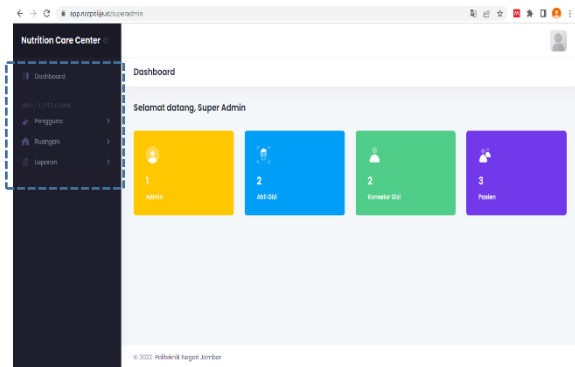 app.nccpolije.id/superadmin
Nutrition Care Center
Dashboard
Pengguna
Ruangan
Laporan
Dashboard
Selamat datang, Super Admin
1
Admin
2
Ahli Gizi
2
Konselor Gizi
3
Pasien
© 2022 Politeknik Negeri Jember